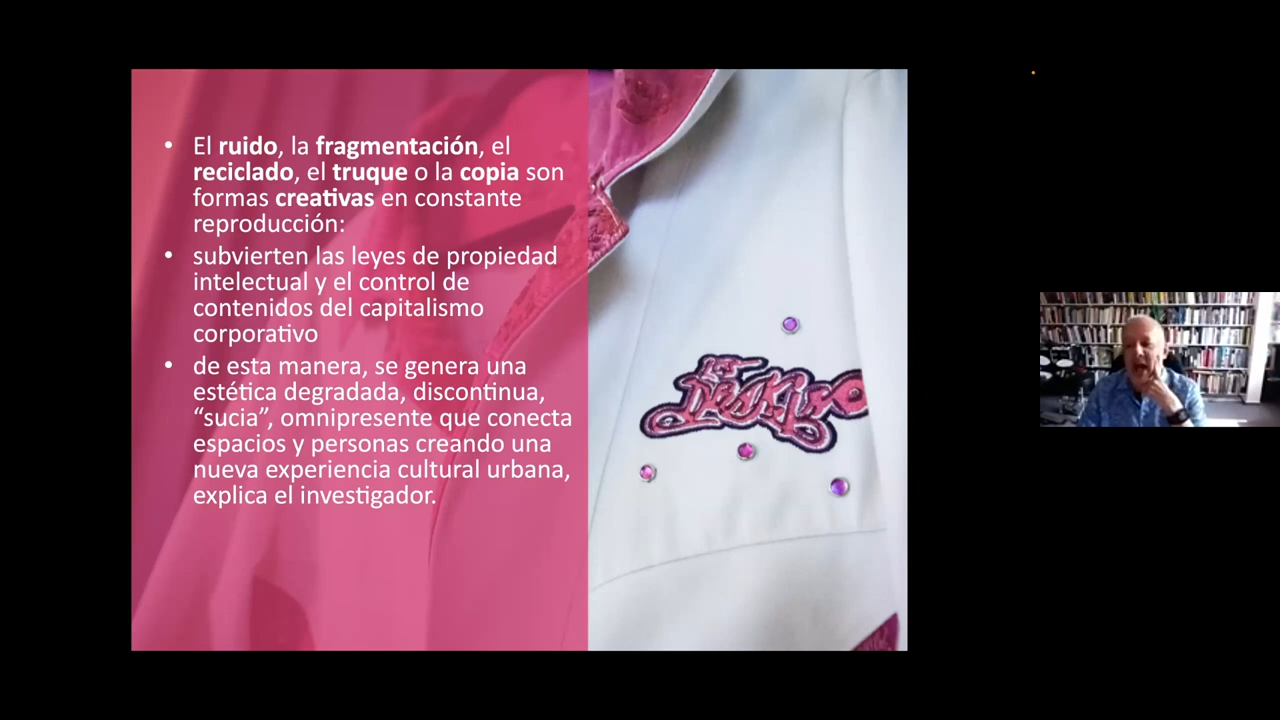 • El ruido, la fragmentación, el
reciclado, el truque o la copia son
formas creativas en constante
reproducción:
• subvierten las leyes de propiedad
intelectual y el control de
contenidos del capitalismo
corporativo
• de esta manera, se genera una
estética degradada, discontinua,
“sucia”, omnipresente que conecta
espacios y personas creando una
nueva experiencia cultural urbana,
explica el investigador.